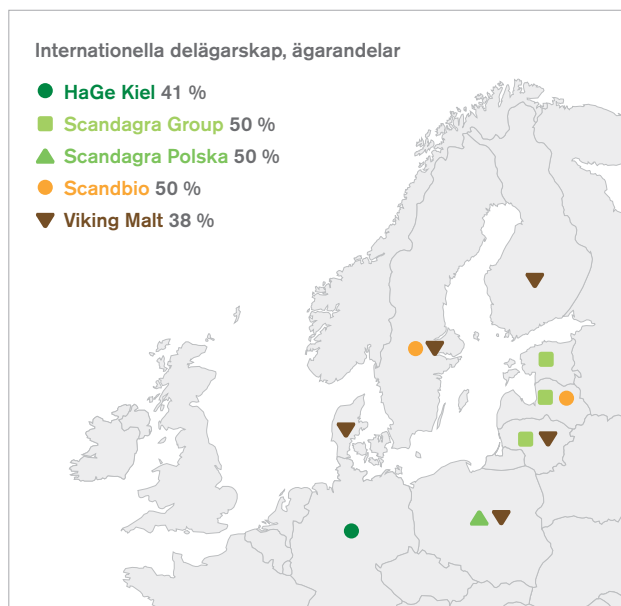 Internationella delägarskap, ägarandelar
HaGe Kiel 41 %
Scandagra Group 50 %
Scandagra Polska 50 %
Scandbio 50 %
Viking Malt 38 %